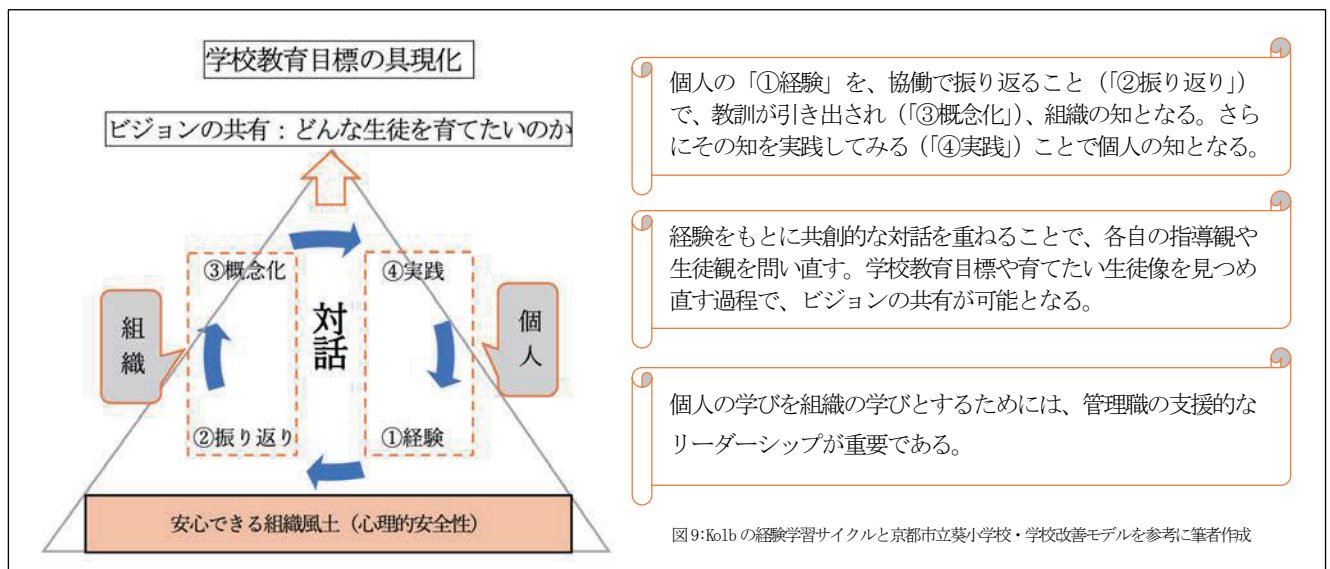 学校教育目標の具現化
ビジョンの共有：どんな生徒を育てたいのか
③概念化
④実践
対話
組織
個人
②振り返り
①経験
安心できる組織風土（心理的安全性）
個人の「①経験」を、協働で振り返ること（「②振り返り」）
で、教訓が引き出され（「③概念化」）、組織の知となる。さら
にその知を実践してみる（「④実践」）ことで個人の知となる。
経験をもとに共創的な対話を重ねることで、各自の指導観や
生徒観を問い直す。学校教育目標や育てたい生徒像を見つめ
直す過程で、ビジョンの共有が可能となる。
個人の学びを組織の学びとするためには、管理職の支援的な
リーダーシップが重要である。
図9:Kolbの経験学習サイクルと京都市立葵小学校・学校改善モデルを参考に筆者作成